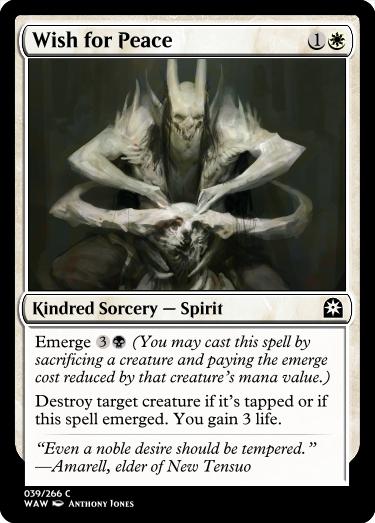 Wish for Peace 1
Kindred Sorcery — Spirit
Emerge 3 (You may cast this spell by
sacrificing a creature and paying the emerge
cost reduced by that creature's mana value.)
Destroy target creature if it's tapped or if
this spell emerged. You gain 3 life.
“Even a noble desire should be tempered.”
—Amarell, elder of New Tensuo
039/266 C
WAW Anthony Jones